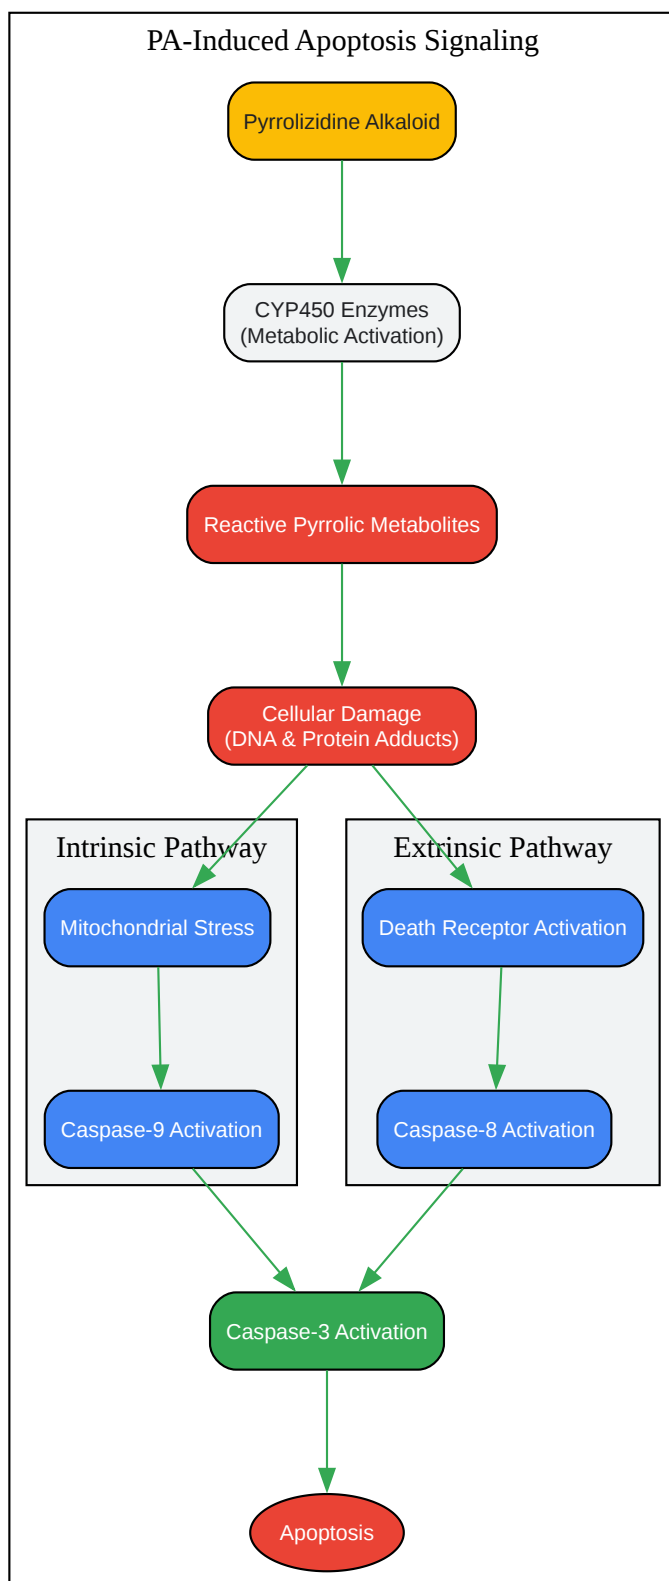 PA-Induced Apoptosis Signaling
Pyrrolizidine Alkaloid
CYP450 Enzymes
(Metabolic Activation)
Reactive Pyrrolic Metabolites
Cellular Damage
(DNA & Protein Adducts)
Intrinsic Pathway
Mitochondrial Stress
Caspase-9 Activation
Extrinsic Pathway
Death Receptor Activation
Caspase-8 Activation
Caspase-3 Activation
Apoptosis